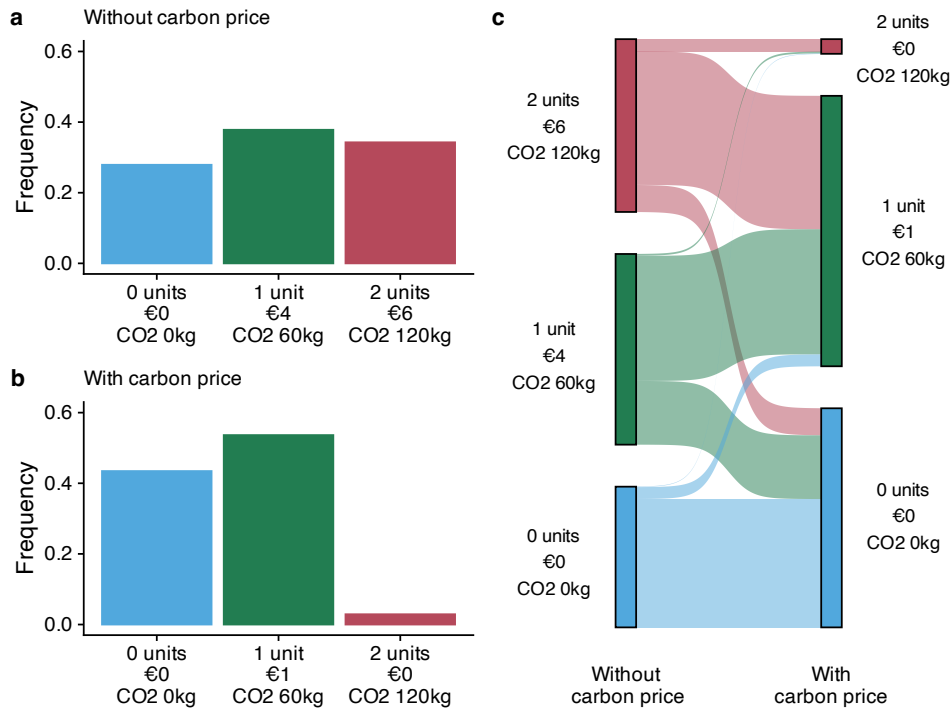 a
Without carbon price
Frequency
0.6
0.4
0.2
0.0
0 units
€0
CO2 0kg
1 unit
€4
CO2 60kg
2 units
€6
CO2 120kg
b
With carbon price
Frequency
0.6
0.4
0.2
0.0
0 units
€0
CO2 0kg
1 unit
€1
CO2 60kg
2 units
€0
CO2 120kg
c
2 units
€6
CO2 120kg
1 unit
€4
CO2 60kg
0 units
€0
CO2 0kg
2 units
€0
CO2 120kg
1 unit
€1
CO2 60kg
0 units
€0
CO2 0kg
Without
carbon price
With
carbon price